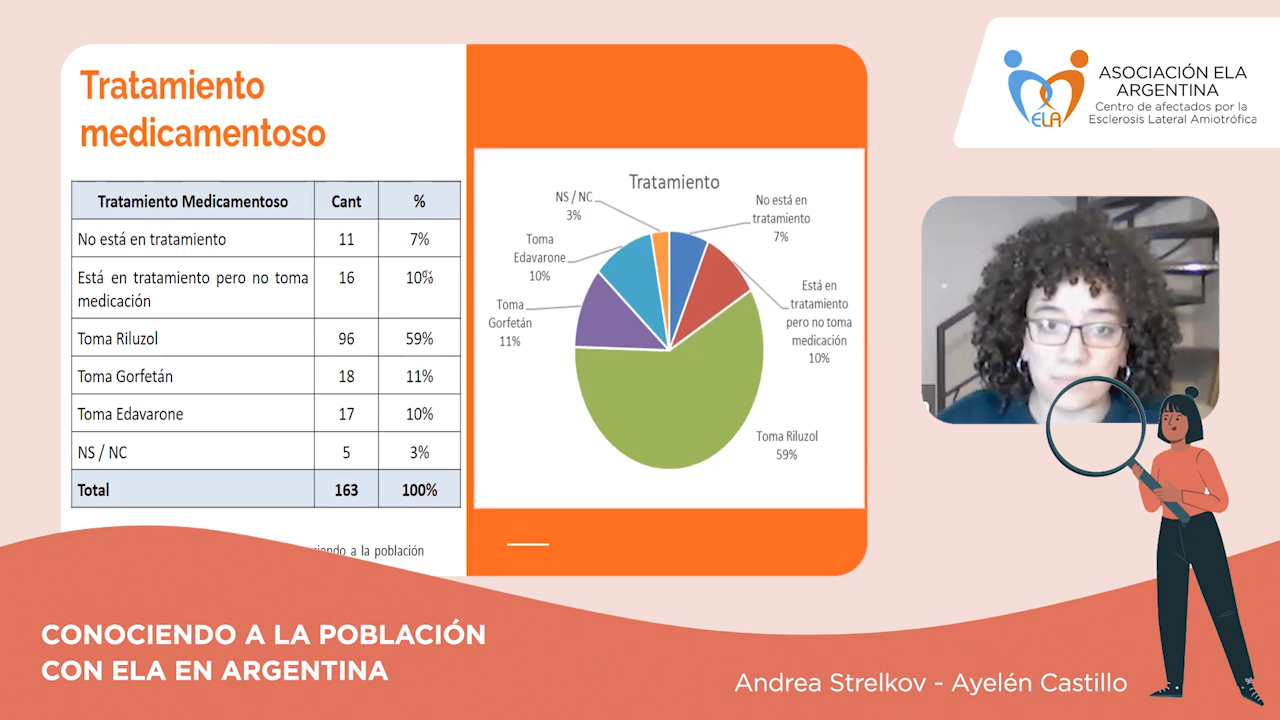 Tratamiento
medicamentoso
Tratamiento Medicamentoso Cant %
No está en tratamiento 11 7%
Está en tratamiento pero no toma
medicación 16 10%
Toma Riluzol 96 59%
Toma Gorfetán 18 11%
Toma Edavarone 17 10%
NS / NC 5 3%
Total 163 100%
a la población
Tratamiento
NS / NC
3%
No está en
tratamiento
7%
Toma
Edavarone
10%
Está en
tratamiento
pero no toma
medicación
10%
Toma
Gorfetán
11%
Toma Riluzol
59%
ELA
ASOCIACIÓN ELA
ARGENTINA
Centro de afectados por la
Esclerosis Lateral Amiotrófica
CONOCIENDO A LA POBLACIÓN
CON ELA EN ARGENTINA
Andrea Strelkov - Ayelén Castillo